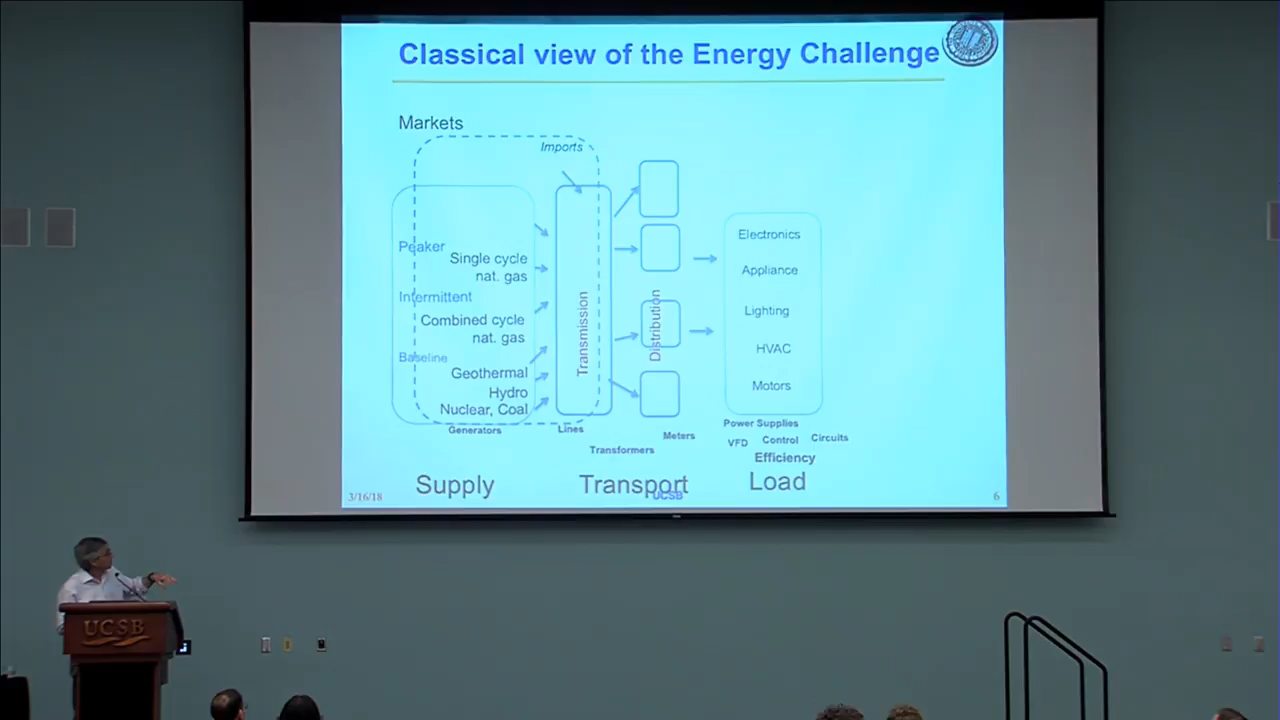 Classical view of the Energy Challenge
Markets
Imports
Peaker
Single cycle
nat. gas
Intermittent
Combined cycle
nat. gas
Baseline
Geothermal
Hydro
Nuclear, Coal
Generators
Transmission
Lines
Distribution
Transformers
Meters
Electronics
Appliance
Lighting
HVAC
Motors
Power Supplies
VFD
Control
Circuits
Efficiency
Supply
Transport
Load
3/16/18
UCSB
6
UCSB